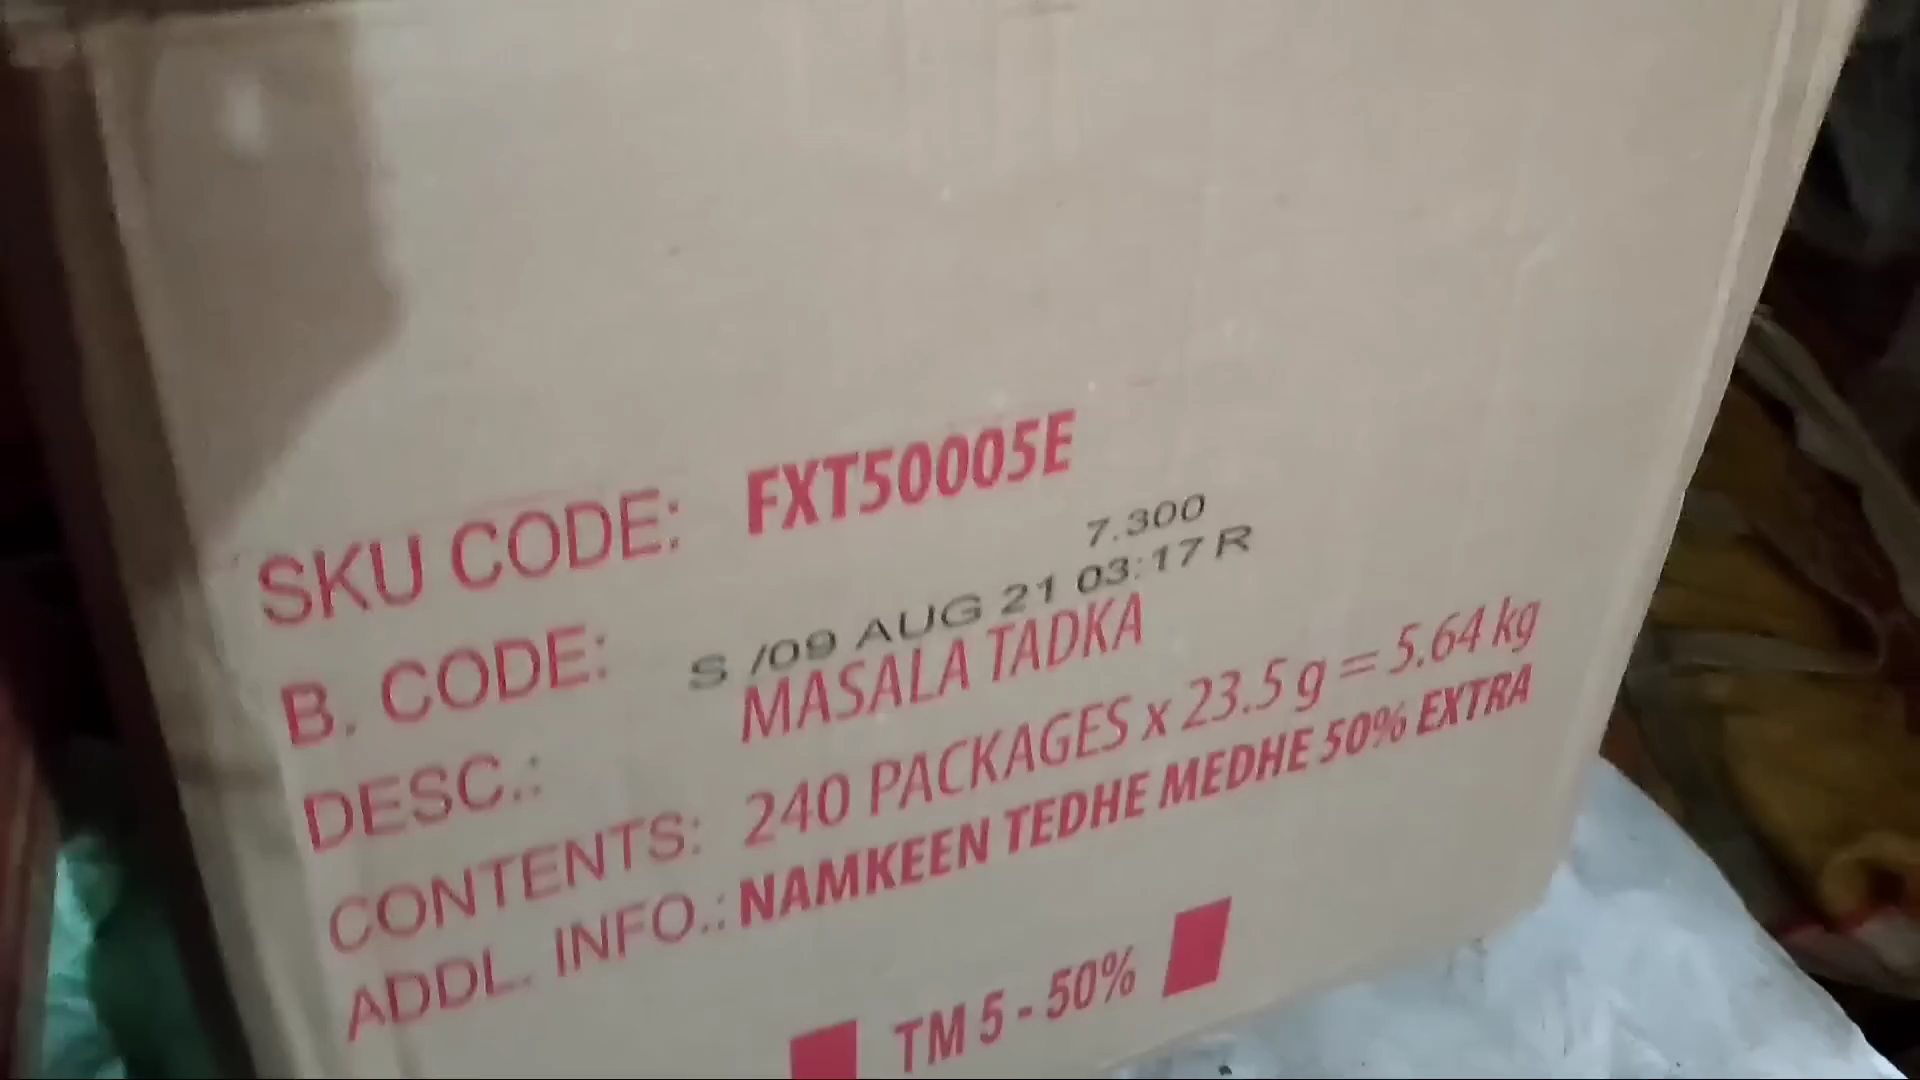 SKU CODE: FXT50005E
7.300
B. CODE: S /09 AUG 21 03:17 R
DESC.: MASALA TADKA
CONTENTS: 240 PACKAGES x 23.5 g = 5.64 kg
ADDL. INFO.: NAMKEEN TEDHE MEDHE 50% EXTRA
TM 5 - 50%